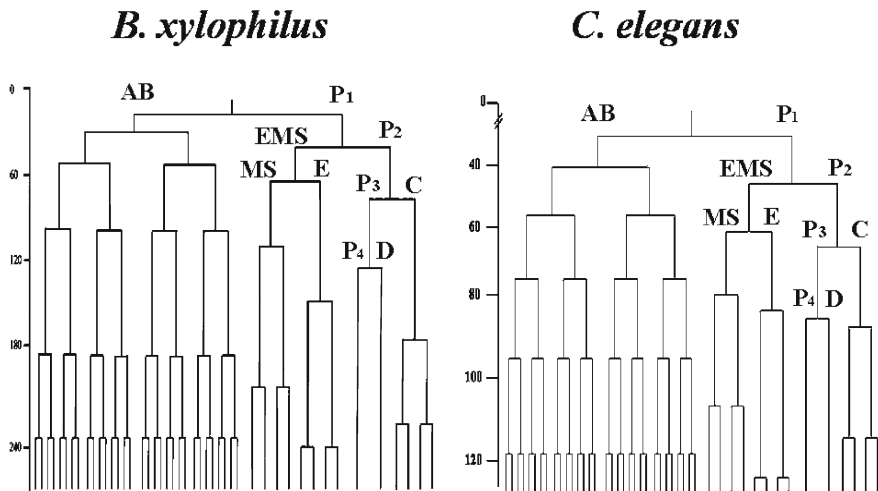 B. xylophilus
C. elegans
0
AB P1
EMS P2
MS E
P3 C
P4 D
60
120
180
240
0
AB P1
EMS P2
MS E
P3 C
P4 D
40
60
80
100
120